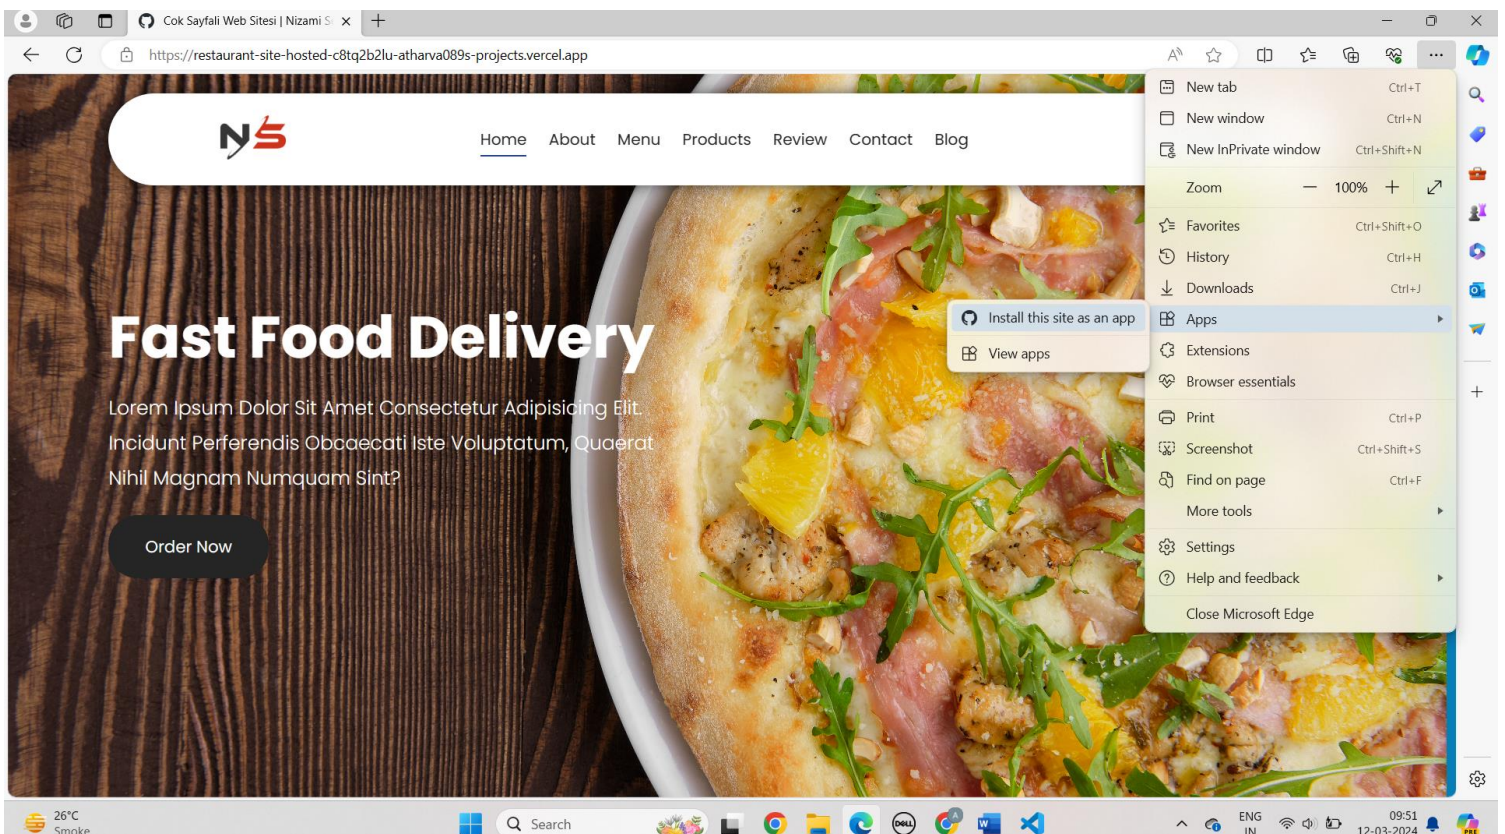 Cok Sayfali Web Sitesi | Nizami S
https://restaurant-site-hosted-c8tq2b2lu-atharva089s-projects.vercel.app
NS
Home About Menu Products Review Contact Blog
Fast Food Delivery
Lorem Ipsum Dolor Sit Amet Consectetur Adipisicing Elit.
Incidunt Perferendis Obcaecati Iste Voluptatum, Quaerat
Nihil Magnam Numquam Sint?
Order Now
New tab Ctrl+T
New window Ctrl+N
New InPrivate window Ctrl+Shift+N
Zoom 100%
Favorites Ctrl+Shift+O
History Ctrl+H
Downloads Ctrl+J
Apps
Install this site as an app
View apps
Extensions
Browser essentials
Print Ctrl+P
Screenshot Ctrl+Shift+S
Find on page Ctrl+F
More tools
Settings
Help and feedback
Close Microsoft Edge
26°C
Smoke
Search
DELL
A
W
ENG
IN
09:51
12-03-2024
PRE